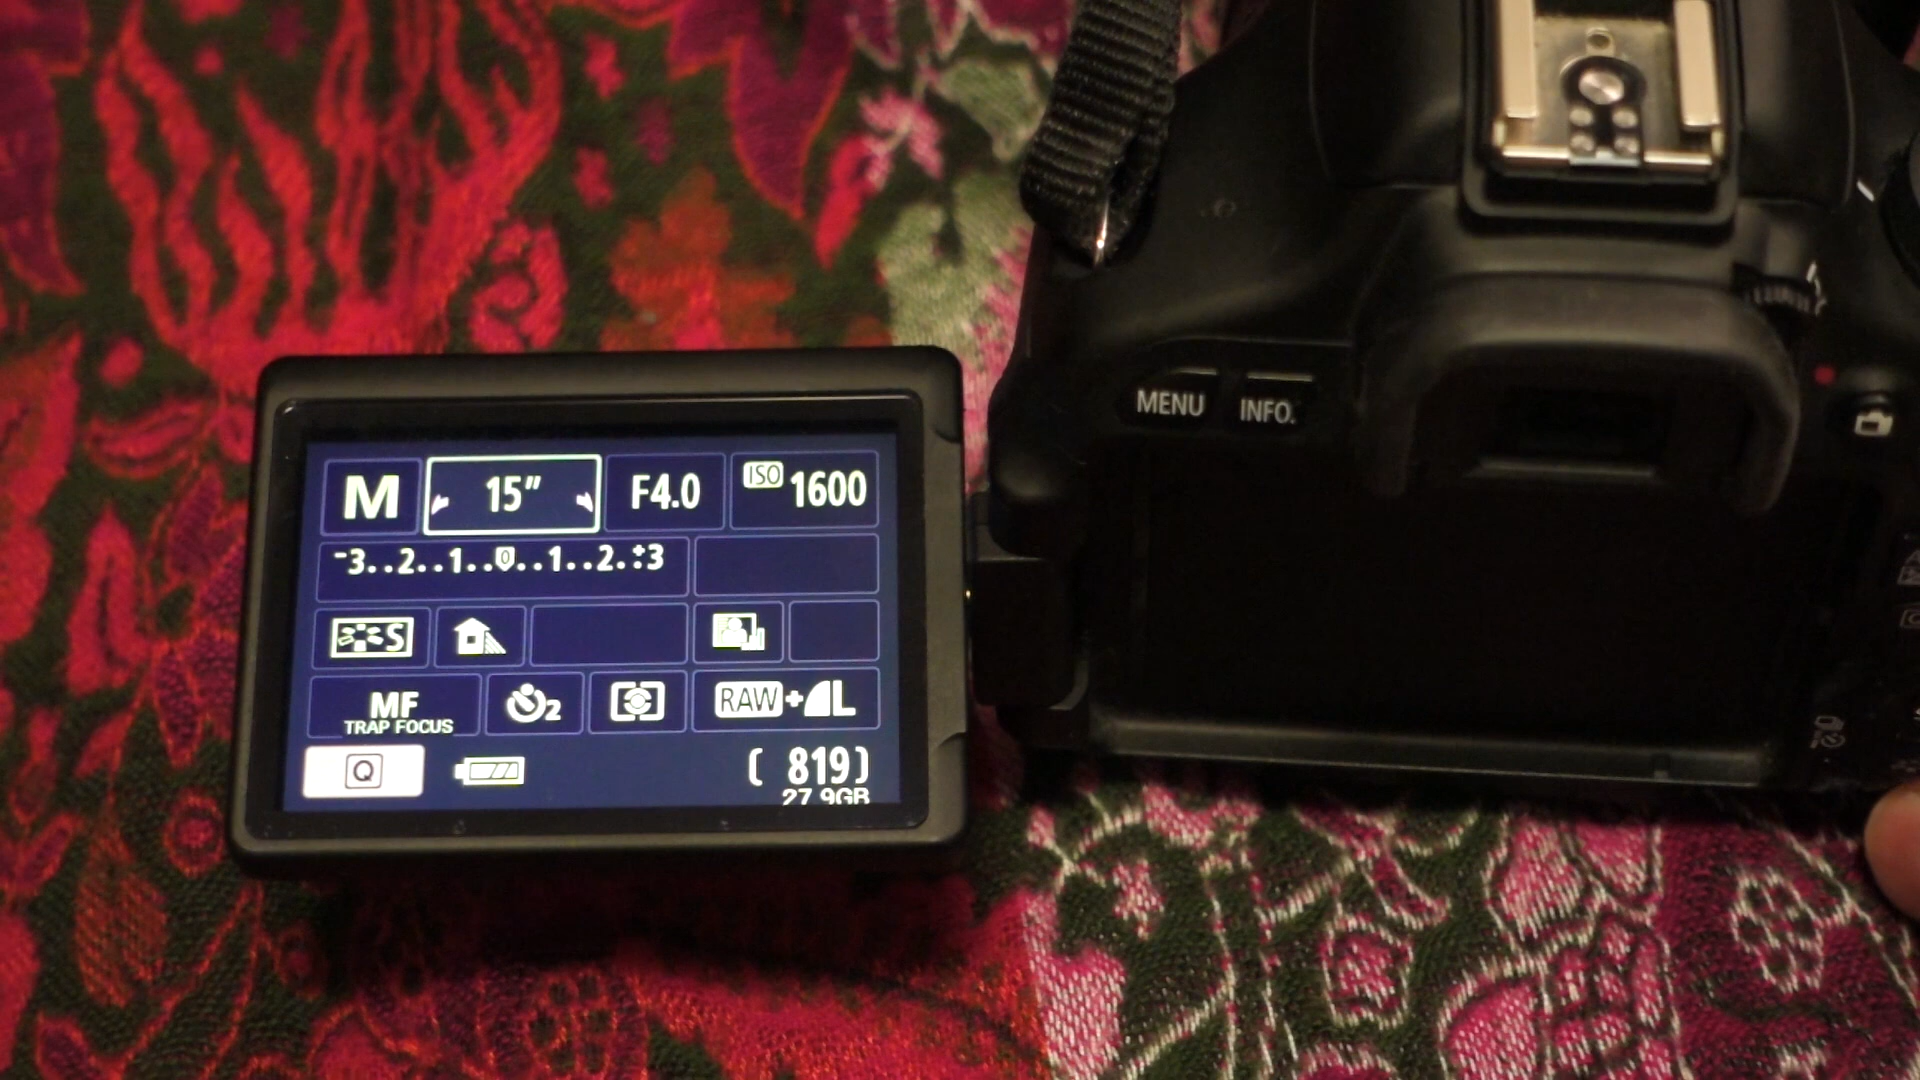 M 15" F4.0 ISO 1600
-3..2..1..0..1..2.:+3
S
MF
TRAP FOCUS
2 RAW+L
Q [ 819]
27.9GB
MENU INFO.